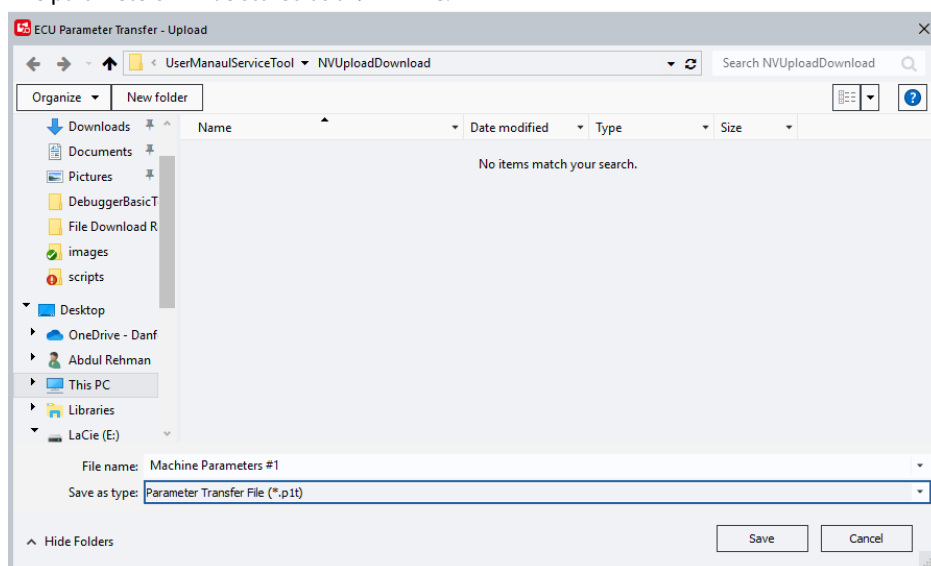 ECU Parameter Transfer - Upload
UserManaulServiceTool NVUploadDownload
Search NVUploadDownload
Organize New folder
Name Date modified Type Size
No items match your search.
Downloads
Documents
Pictures
DebuggerBasicT
File Download R
images
scripts
Desktop
OneDrive - Danf
Abdul Rehman
This PC
Libraries
LaCie (E:)
File name: Machine Parameters #1
Save as type: Parameter Transfer File (*.p1t)
Hide Folders
Save Cancel